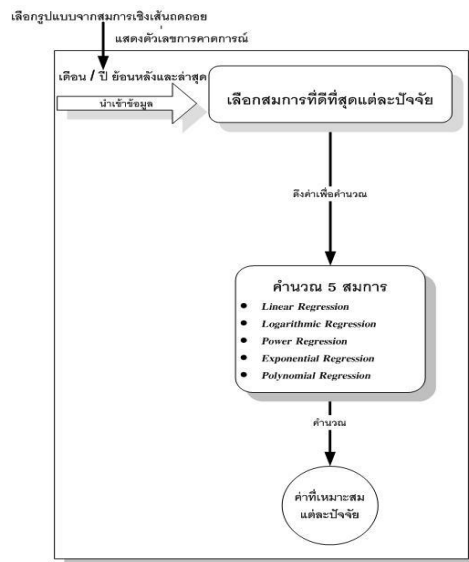 เลือกรูปแบบจากสมการเชิงเส้นถดถอย
แสดงตัวเลขการคาดการณ์
เดือน / ปี ย้อนหลังและล่าสุด
นำเข้าข้อมูล
เลือกสมการที่ดีที่สุดแต่ละปัจจัย
ดึงค่าเพื่อคำนวณ
คำนวณ 5 สมการ
• Linear Regression
• Logarithmic Regression
• Power Regression
• Exponential Regression
• Polynomial Regression
คำนวณ
ค่าที่เหมาะสม
แต่ละปัจจัย